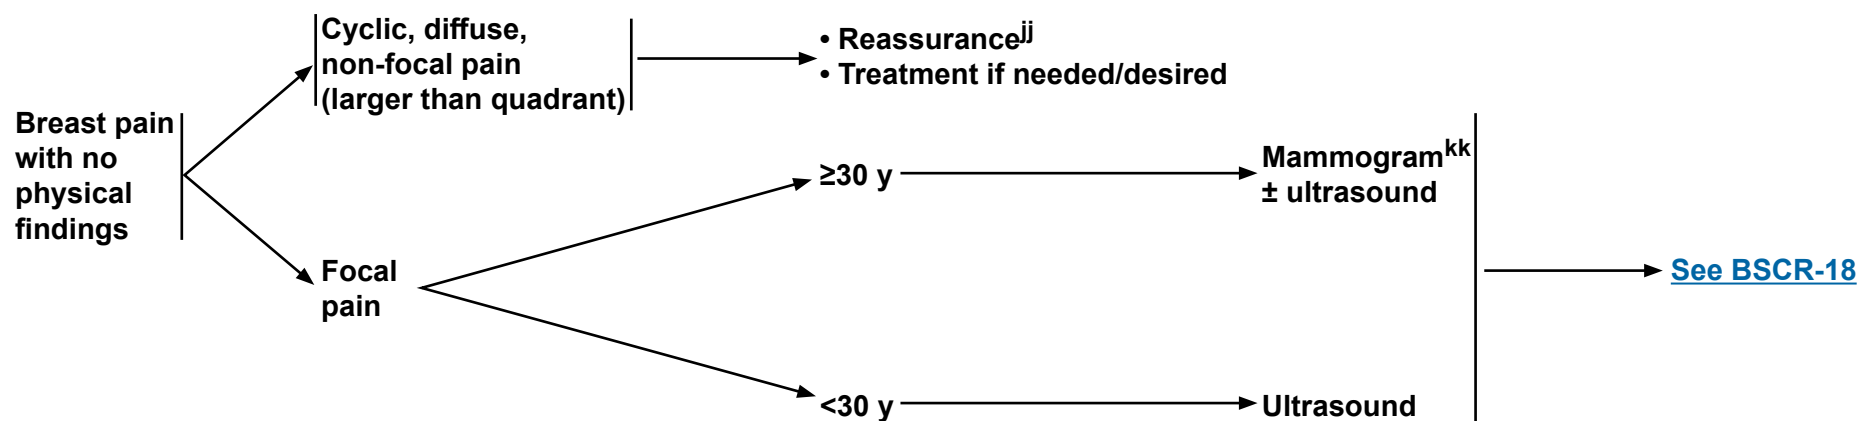 Breast pain
with no
physical
findings
Cyclic, diffuse,
non-focal pain
(larger than quadrant)
• Reassurancejj
• Treatment if needed/desired
Focal
pain
≥30 y
Mammogramkk
± ultrasound
<30 y
Ultrasound
See BSCR-18